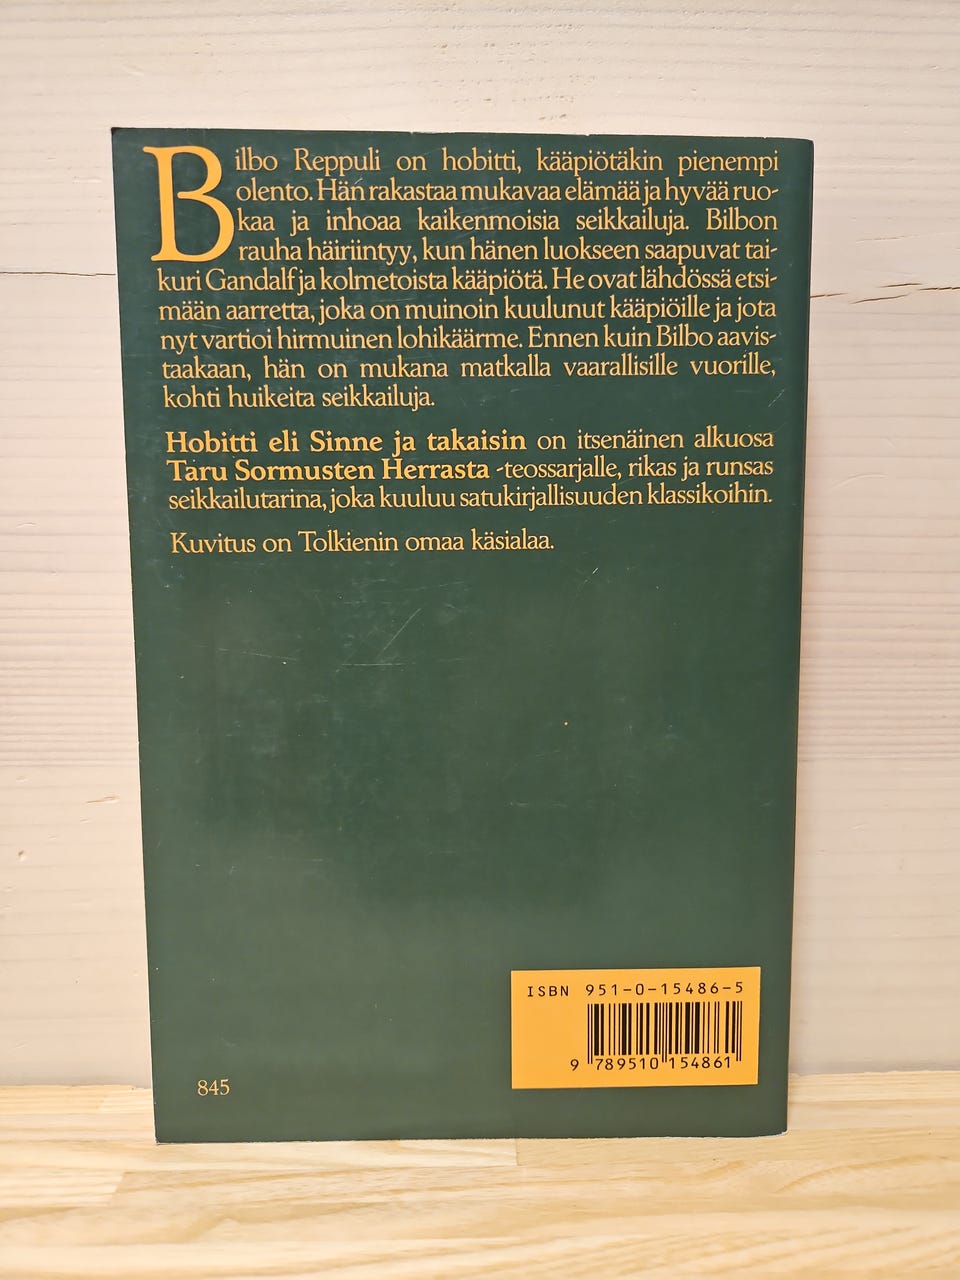 Bilbo Reppuli on hobitti, kääpiötäkin pienempi
olento. Hän rakastaa mukavaa elämää ja hyvää ruo-
kaa ja inhoaa kaikenmoisia seikkailuja. Bilbon
rauha häiriintyy, kun hänen luokseen saapuvat tai-
kuri Gandalf ja kolmetoista kääpiötä. He ovat lähdössä etsi-
mään aarretta, joka on muinoin kuulunut kääpiöille ja jota
nyt vartioi hirmuinen lohikäärme. Ennen kuin Bilbo aavis-
taakaan, hän on mukana matkalla vaarallisille vuorille,
kohti huikeita seikkailuja.
Hobitti eli Sinne ja takaisin on itsenäinen alkuosa
Taru Sormusten Herrasta -teossarjalle, rikas ja runsas
seikkailutarina, joka kuuluu satukirjallisuuden klassikoihin.
Kuvitus on Tolkienin omaa käsialaa.
ISBN 951-0-15486-5
9 789510 154861
845